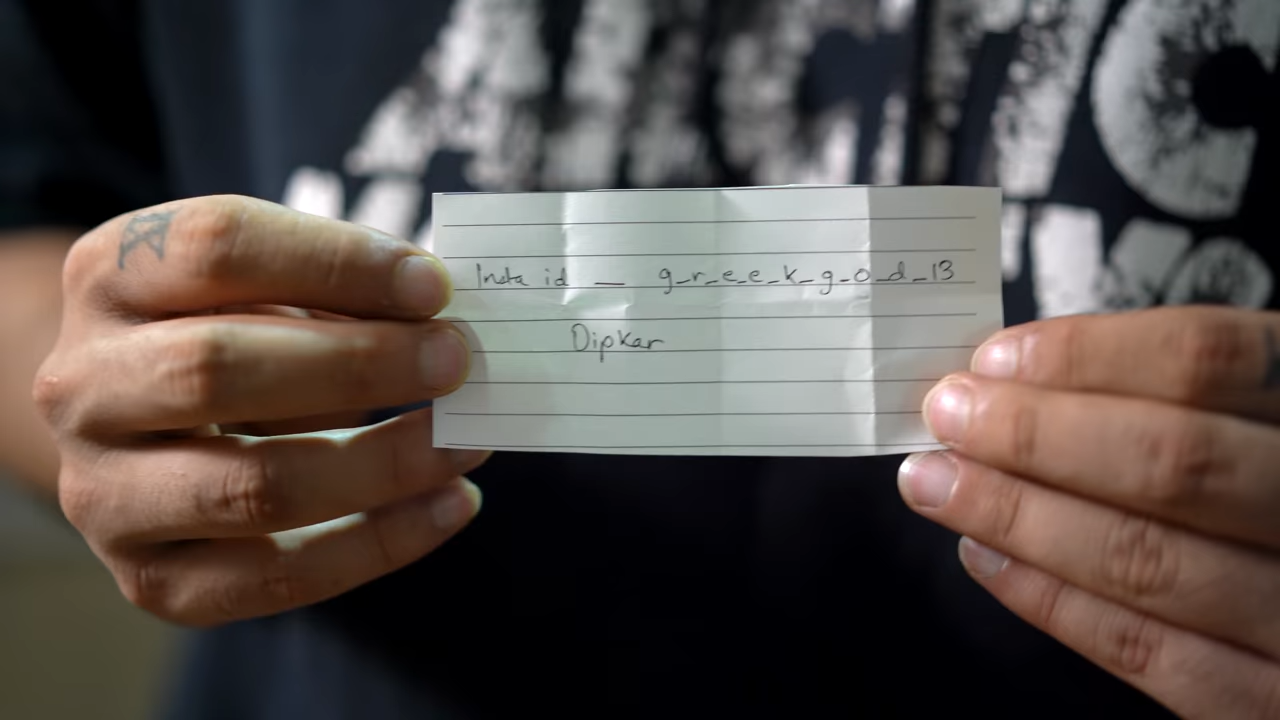 Insta id — g_r_e_e_k_g_o_d_13
Dipkar